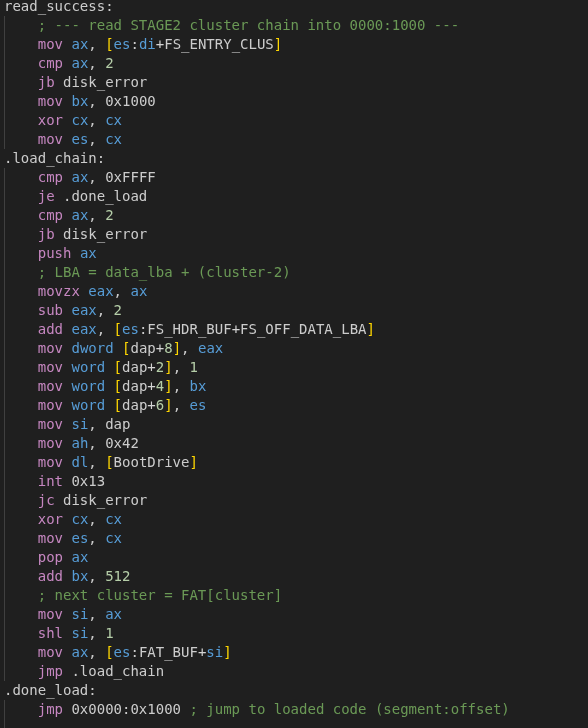 read_success:
    ; --- read STAGE2 cluster chain into 0000:1000 ---
    mov ax, [es:di+FS_ENTRY_CLUS]
    cmp ax, 2
    jb disk_error
    mov bx, 0x1000
    xor cx, cx
    mov es, cx
.load_chain:
    cmp ax, 0xFFFF
    je .done_load
    cmp ax, 2
    jb disk_error
    push ax
    ; LBA = data_lba + (cluster-2)
    movzx eax, ax
    sub eax, 2
    add eax, [es:FS_HDR_BUF+FS_OFF_DATA_LBA]
    mov dword [dap+8], eax
    mov word [dap+2], 1
    mov word [dap+4], bx
    mov word [dap+6], es
    mov si, dap
    mov ah, 0x42
    mov dl, [BootDrive]
    int 0x13
    jc disk_error
    xor cx, cx
    mov es, cx
    pop ax
    add bx, 512
    ; next cluster = FAT[cluster]
    mov si, ax
    shl si, 1
    mov ax, [es:FAT_BUF+si]
    jmp .load_chain
.done_load:
    jmp 0x0000:0x1000 ; jump to loaded code (segment:offset)